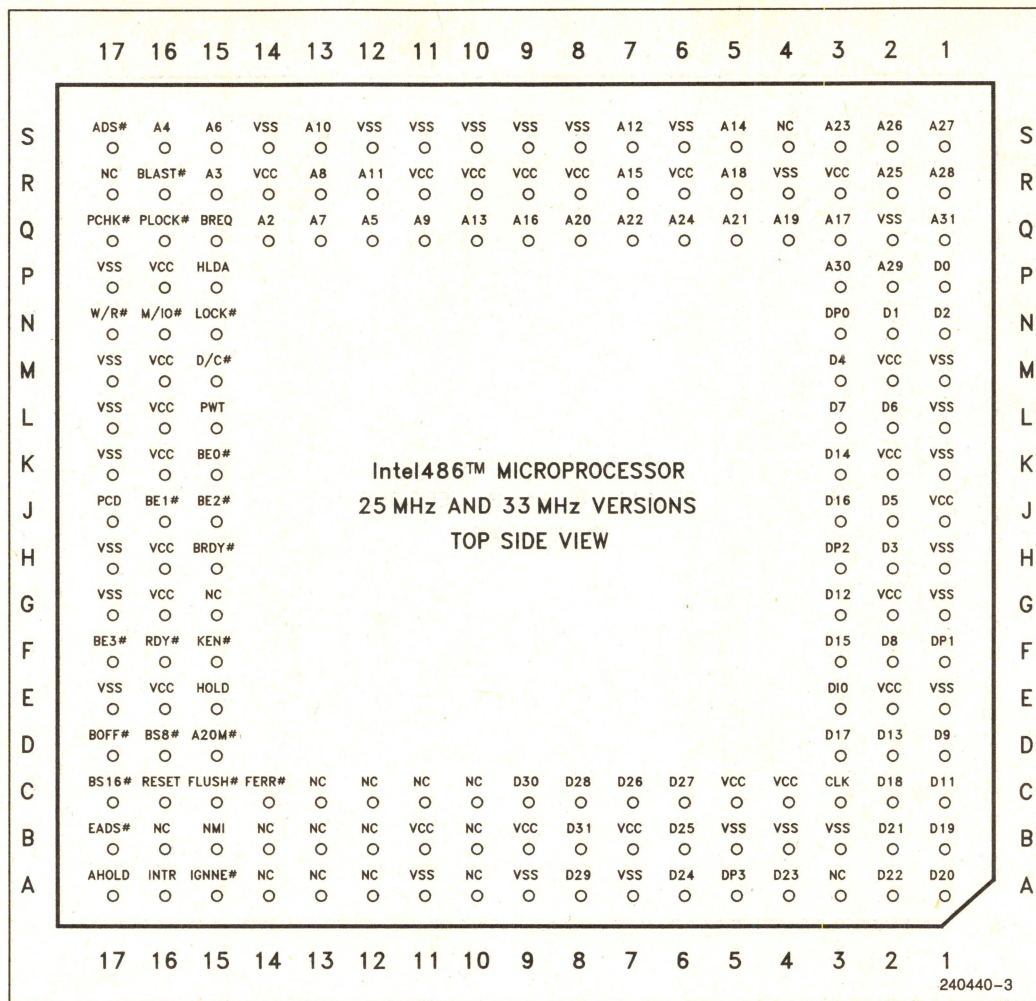 17 16 15 14 13 12 11 10 9 8 7 6 5 4 3 2 1
ADS# A4 A6 VSS A10 VSS VSS VSS VSS VSS A12 VSS A14 NC A23 A26 A27
S S
NC BLAST# A3 VCC A8 A11 VCC VCC VCC VCC A15 VCC A18 VSS VCC A25 A28
R R
PCHK# PLOCK# BREQ A2 A7 A5 A9 A13 A16 A20 A22 A24 A21 A19 A17 VSS A31
Q Q
VSS VCC HLDA A30 A29 D0
P P
W/R# M/IO# LOCK# DP0 D1 D2
N N
VSS VCC D/C# D4 VCC VSS
M M
VSS VCC PWT D7 D6 VSS
L L
VSS VCC BE0# D14 VCC VSS
K Intel486™ MICROPROCESSOR K
PCD BE1# BE2# D16 D5 VCC
J 25 MHz AND 33 MHz VERSIONS J
TOP SIDE VIEW
VSS VCC BRDY# DP2 D3 VSS
H H
VSS VCC NC D12 VCC VSS
G G
BE3# RDY# KEN# D15 D8 DP1
F F
VSS VCC HOLD DI0 VCC VSS
E E
BOFF# BS8# A20M# D17 D13 D9
D D
BS16# RESET FLUSH# FERR# NC NC NC NC D30 D28 D26 D27 VCC VCC CLK D18 D11
C C
EADS# NC NMI NC NC NC VCC NC VCC D31 VCC D25 VSS VSS VSS D21 D19
B B
AHOLD INTR IGNNE# NC NC NC VSS NC VSS D29 VSS D24 DP3 D23 NC D22 D20
A A
17 16 15 14 13 12 11 10 9 8 7 6 5 4 3 2 1
240440-3